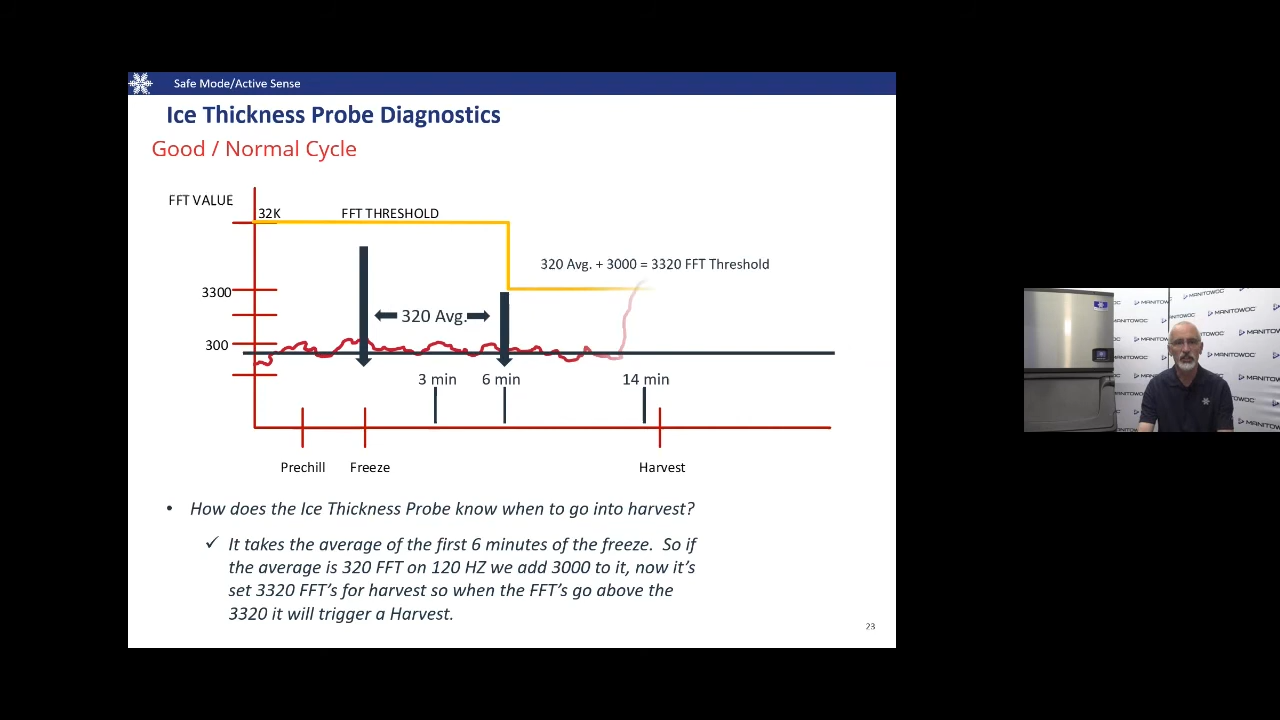 Safe Mode/Active Sense
Ice Thickness Probe Diagnostics
Good / Normal Cycle
FFT VALUE
32K
FFT THRESHOLD
320 Avg. + 3000 = 3320 FFT Threshold
3300
320 Avg.
300
3 min
6 min
14 min
Prechill
Freeze
Harvest
• How does the Ice Thickness Probe know when to go into harvest?
✓ It takes the average of the first 6 minutes of the freeze. So if
the average is 320 FFT on 120 HZ we add 3000 to it, now it's
set 3320 FFT's for harvest so when the FFT's go above the
3320 it will trigger a Harvest.
23
MANITOWOC